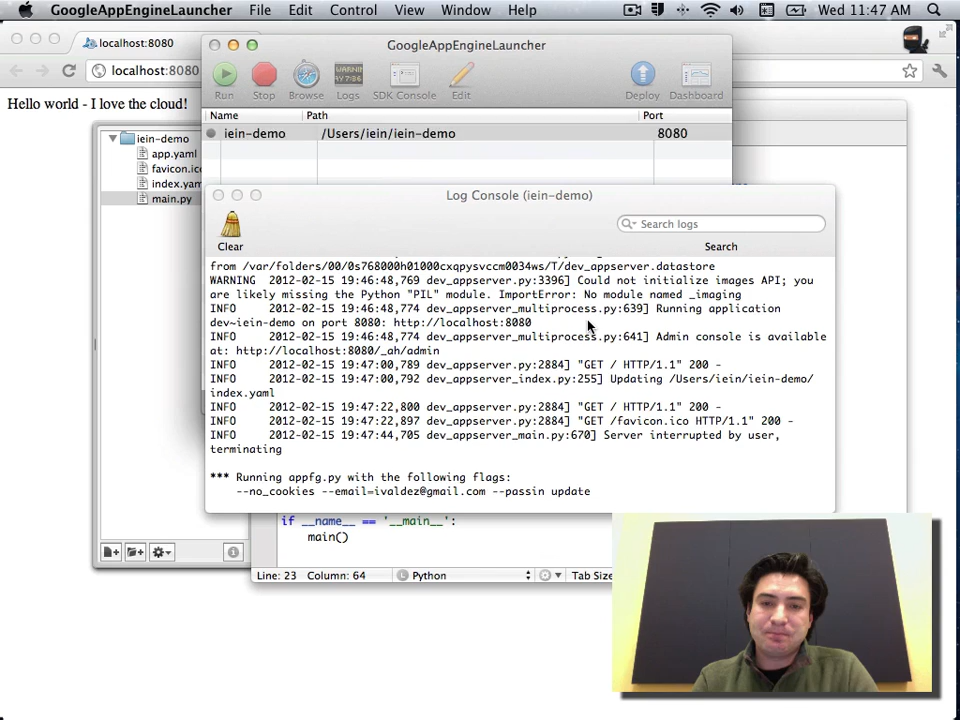 GoogleAppEngineLauncher File Edit Control View Window Help Wed 11:47 AM
localhost:8080
localhost:8080
Hello world - I love the cloud!
GoogleAppEngineLauncher
Run Stop Browse Logs SDK Console Edit Deploy Dashboard
Name Path Port
iein-demo /Users/iein/iein-demo 8080
iein-demo
app.yaml
favicon.ico
index.yam
main.py
Log Console (iein-demo)
Clear
Search logs
Search
from /var/folders/00/0s768000h01000cxqpysvccm0034ws/T/dev_appserver.datastore
WARNING 2012-02-15 19:46:48,769 dev_appserver.py:3396] Could not initialize images API; you
are likely missing the Python "PIL" module. ImportError: No module named _imaging
INFO 2012-02-15 19:46:48,774 dev_appserver_multiprocess.py:639] Running application
dev~iein-demo on port 8080: http://localhost:8080
INFO 2012-02-15 19:46:48,774 dev_appserver_multiprocess.py:641] Admin console is available
at: http://localhost:8080/_ah/admin
INFO 2012-02-15 19:47:00,789 dev_appserver.py:2884] "GET / HTTP/1.1" 200 -
INFO 2012-02-15 19:47:00,792 dev_appserver_index.py:255] Updating /Users/iein/iein-demo/
index.yaml
INFO 2012-02-15 19:47:22,800 dev_appserver.py:2884] "GET / HTTP/1.1" 200 -
INFO 2012-02-15 19:47:22,897 dev_appserver.py:2884] "GET /favicon.ico HTTP/1.1" 200 -
INFO 2012-02-15 19:47:44,705 dev_appserver_main.py:670] Server interrupted by user,
terminating
*** Running appfg.py with the following flags:
--no_cookies --email=ivaldez@gmail.com --passin update
if __name__ == '__main__':
main()
Line: 23 Column: 64 Python Tab Size